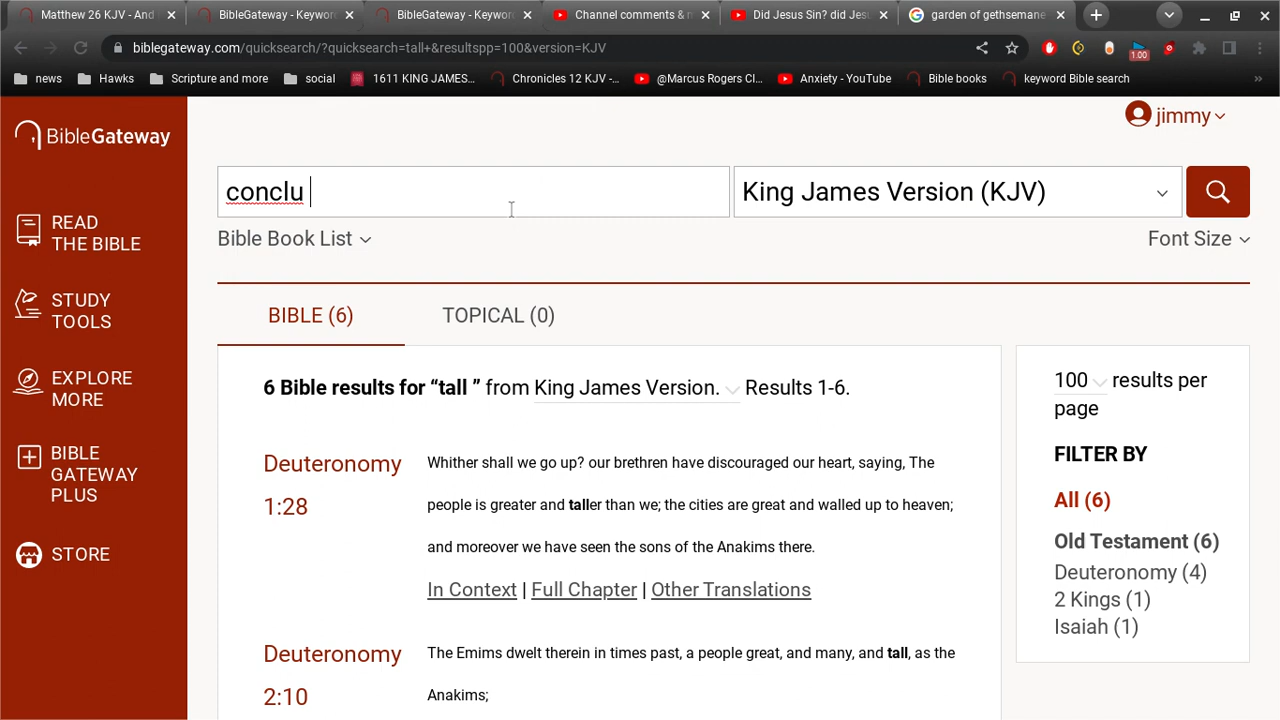 Matthew 26 KJV - And
BibleGateway - Keyword
BibleGateway - Keyword
Channel comments & m
Did Jesus Sin? did Jesu
garden of gethsemane
biblegateway.com/quicksearch/?quicksearch=tall+&resultspp=100&version=KJV
1.00
news
Hawks
Scripture and more
social
1611 KING JAMES...
Chronicles 12 KJV -...
@Marcus Rogers Cl...
Anxiety - YouTube
Bible books
keyword Bible search
»
BibleGateway
jimmy
conclu
King James Version (KJV)
Bible Book List
Font Size
READ
THE BIBLE
STUDY
TOOLS
EXPLORE
MORE
BIBLE
GATEWAY
PLUS
STORE
BIBLE (6)
TOPICAL (0)
6 Bible results for “tall ” from King James Version. Results 1-6.
Deuteronomy
1:28
Whither shall we go up? our brethren have discouraged our heart, saying, The
people is greater and taller than we; the cities are great and walled up to heaven;
and moreover we have seen the sons of the Anakims there.
In Context | Full Chapter | Other Translations
Deuteronomy
2:10
The Emims dwelt therein in times past, a people great, and many, and tall, as the
Anakims;
100 results per
page
FILTER BY
All (6)
Old Testament (6)
Deuteronomy (4)
2 Kings (1)
Isaiah (1)